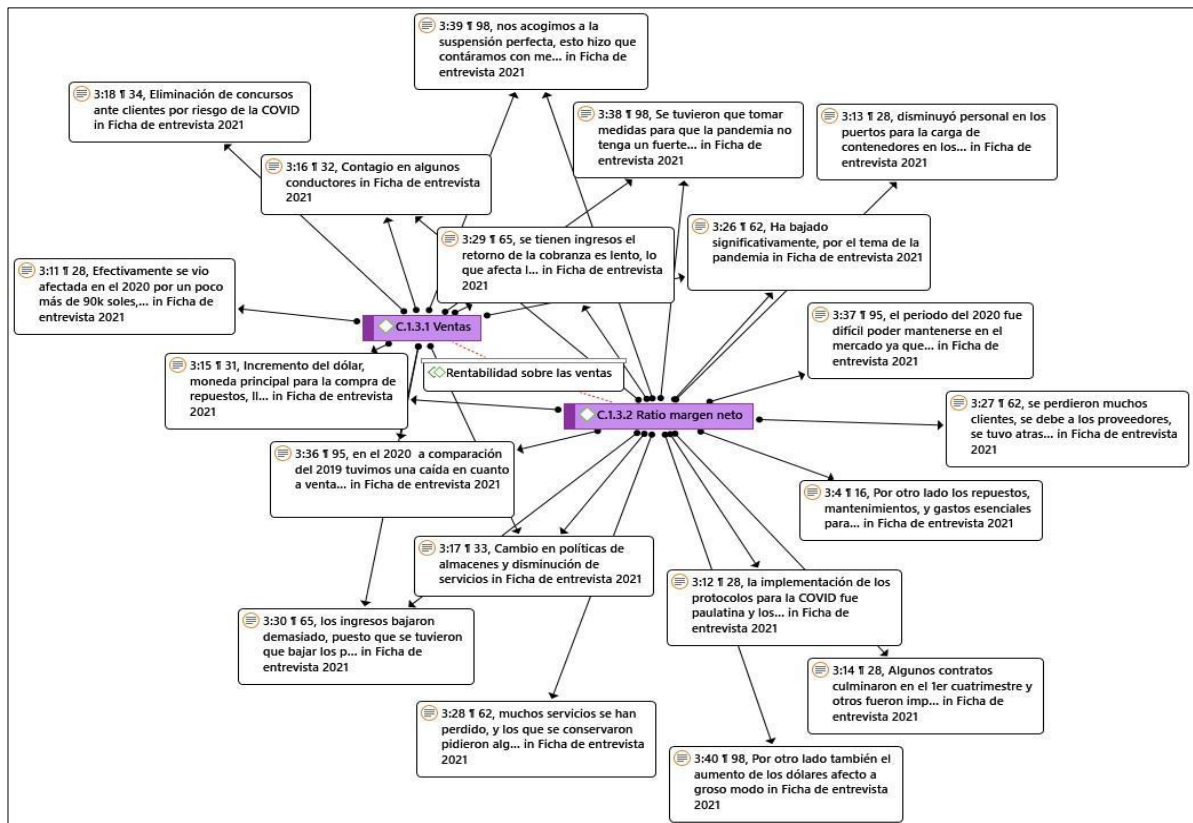 3:39 ¶ 98, nos acogimos a la
suspensión perfecta, esto hizo que
contáramos con me... in Ficha de
entrevista 2021
3:18 ¶ 34, Eliminación de concursos
ante clientes por riesgo de la COVID
in Ficha de entrevista 2021
3:38 ¶ 98, Se tuvieron que tomar
medidas para que la pandemia no
tenga un fuerte... in Ficha de
entrevista 2021
3:13 ¶ 28, disminuyó personal en los
puertos para la carga de
contenedores en los... in Ficha de
entrevista 2021
3:16 ¶ 32, Contagio en algunos
conductores in Ficha de entrevista
2021
3:26 ¶ 62, Ha bajado
significativamente, por el tema de la
pandemia in Ficha de entrevista
2021
3:29 ¶ 65, se tienen ingresos el
retorno de la cobranza es lento, lo
que afecta l... in Ficha de
entrevista 2021
3:11 ¶ 28, Efectivamente se vio
afectada en el 2020 por un poco
más de 90k soles,... in Ficha de
entrevista 2021
C.1.3.1 Ventas
3:37 ¶ 95, el periodo del 2020 fue
difícil poder mantenerse en el
mercado ya que... in Ficha de
entrevista 2021
3:15 ¶ 31, Incremento del dólar,
moneda principal para la compra de
repuestos, ll... in Ficha de
entrevista 2021
Rentabilidad sobre las ventas
C.1.3.2 Ratio margen neto
3:27 ¶ 62, se perdieron muchos
clientes, se debe a los proveedores,
se tuvo atras... in Ficha de
entrevista 2021
3:36 ¶ 95, en el 2020 a comparación
del 2019 tuvimos una caída en cuanto
a venta... in Ficha de entrevista
2021
3:4 ¶ 16, Por otro lado los repuestos,
mantenimientos, y gastos esenciales
para... in Ficha de entrevista 2021
3:17 ¶ 33, Cambio en políticas de
almacenes y disminución de
servicios in Ficha de entrevista 2021
3:12 ¶ 28, la implementación de los
protocolos para la COVID fue
paulatina y los... in Ficha de
entrevista 2021
3:30 ¶ 65, los ingresos bajaron
demasiado, puesto que se tuvieron
que bajar los p... in Ficha de
entrevista 2021
3:14 ¶ 28, Algunos contratos
culminaron en el 1er cuatrimestre y
otros fueron imp... in Ficha de
entrevista 2021
3:28 ¶ 62, muchos servicios se han
perdido, y los que se conservaron
pidieron alg... in Ficha de
entrevista 2021
3:40 ¶ 98, Por otro lado también el
aumento de los dólares afecto a
groso modo in Ficha de entrevista
2021